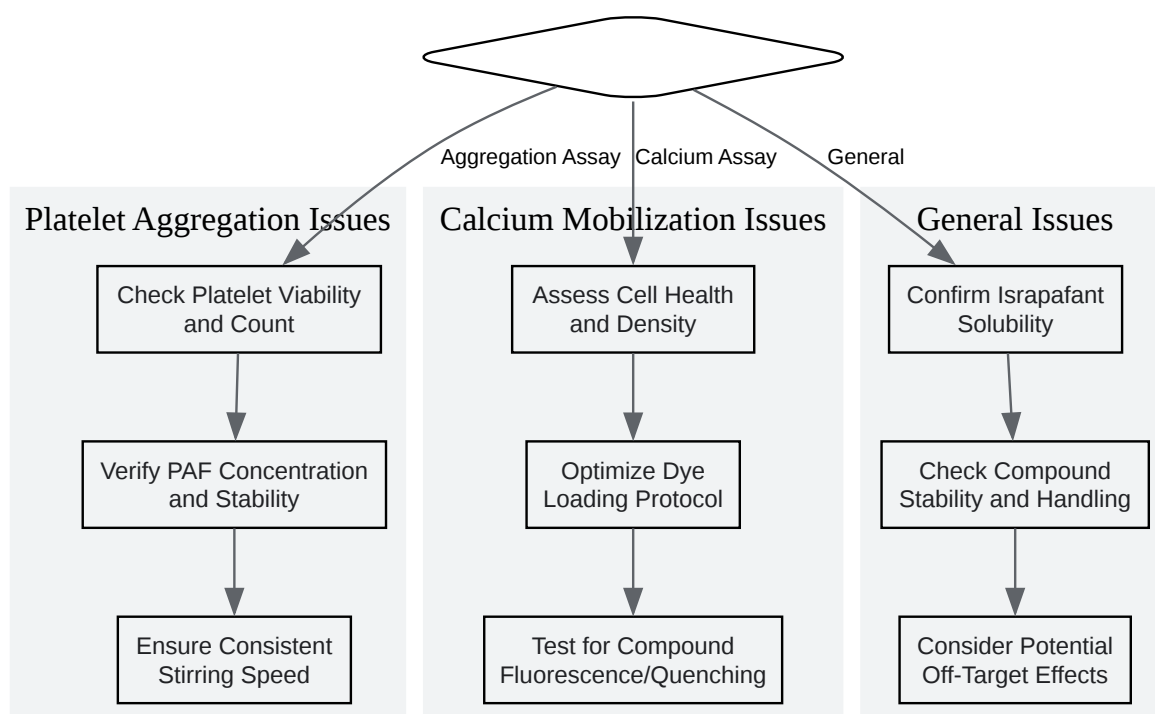 Aggregation Assay
Calcium Assay
General
Platelet Aggregation Issues
Check Platelet Viability
and Count
Verify PAF Concentration
and Stability
Ensure Consistent
Stirring Speed
Calcium Mobilization Issues
Assess Cell Health
and Density
Optimize Dye
Loading Protocol
Test for Compound
Fluorescence/Quenching
General Issues
Confirm Israpafant
Solubility
Check Compound
Stability and Handling
Consider Potential
Off-Target Effects